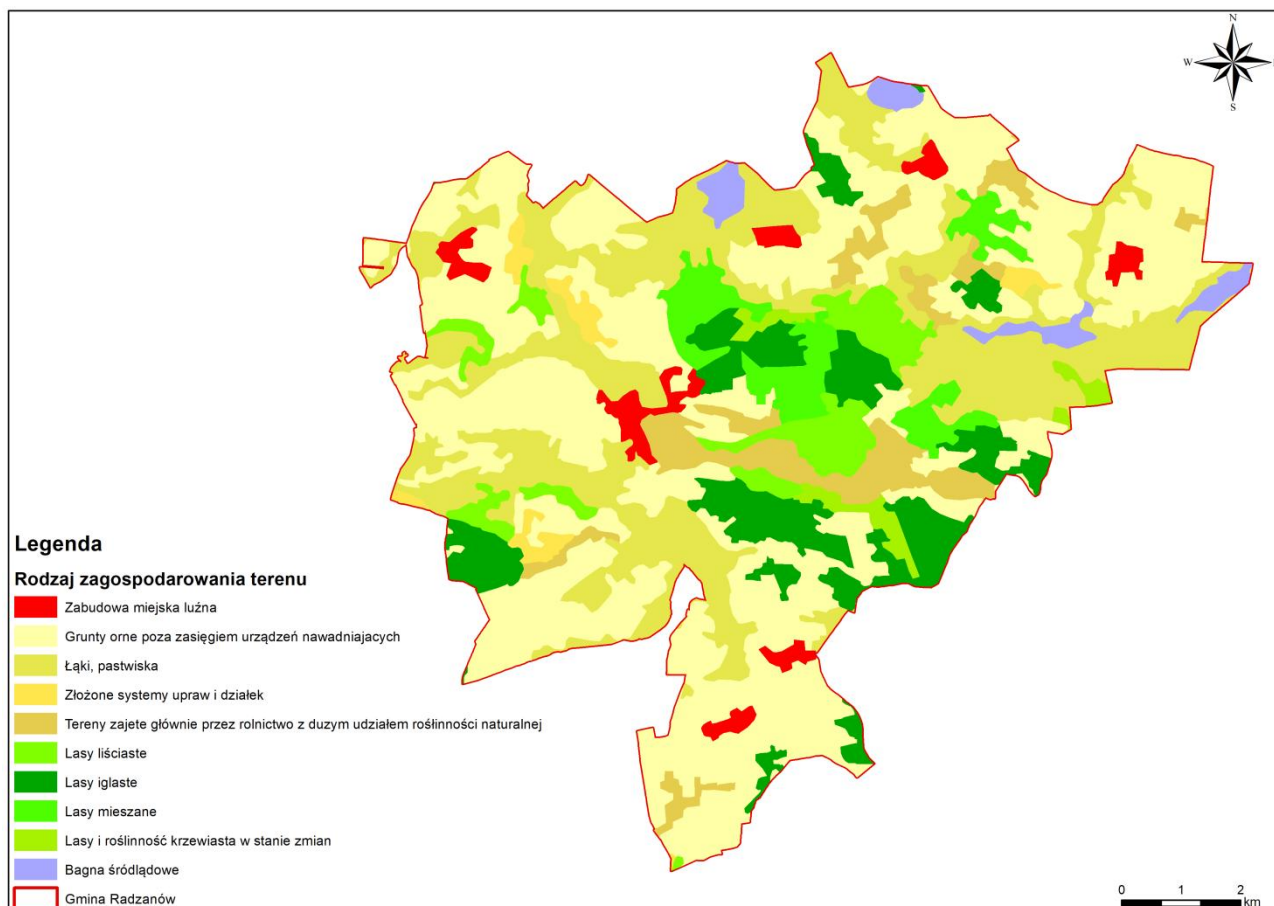 N
W
S
Legenda
Rodzaj zagospodarowania terenu
Zabudowa miejska luźna
Grunty orne poza zasięgiem urządzeń nawadniajacych
Łąki, pastwiska
Złożone systemy upraw i działek
Tereny zajete głównie przez rolnictwo z duzym udziałem roślinności naturalnej
Lasy liściaste
Lasy iglaste
Lasy mieszane
Lasy i roślinność krzewiasta w stanie zmian
Bagna śródlądowe
Gmina Radzanów
0 1 2
km